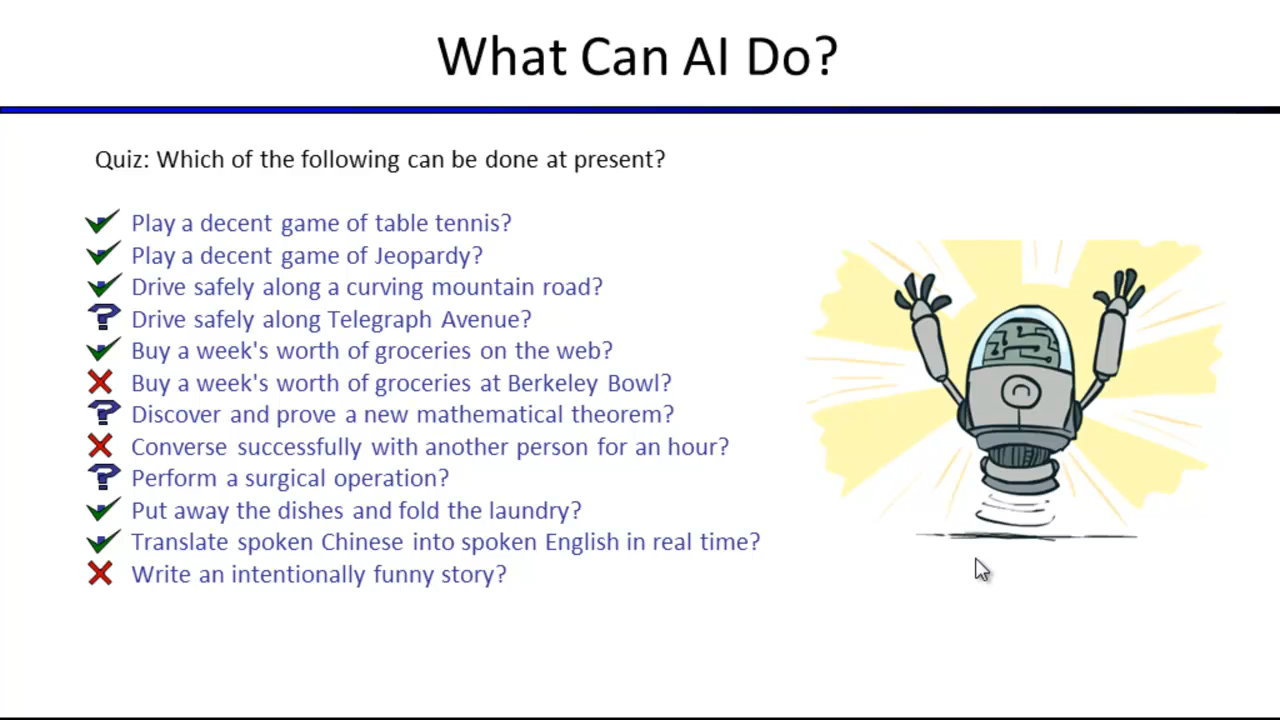 What Can AI Do?
Quiz: Which of the following can be done at present?
Play a decent game of table tennis?
Play a decent game of Jeopardy?
Drive safely along a curving mountain road?
Drive safely along Telegraph Avenue?
Buy a week's worth of groceries on the web?
Buy a week's worth of groceries at Berkeley Bowl?
Discover and prove a new mathematical theorem?
Converse successfully with another person for an hour?
Perform a surgical operation?
Put away the dishes and fold the laundry?
Translate spoken Chinese into spoken English in real time?
Write an intentionally funny story?